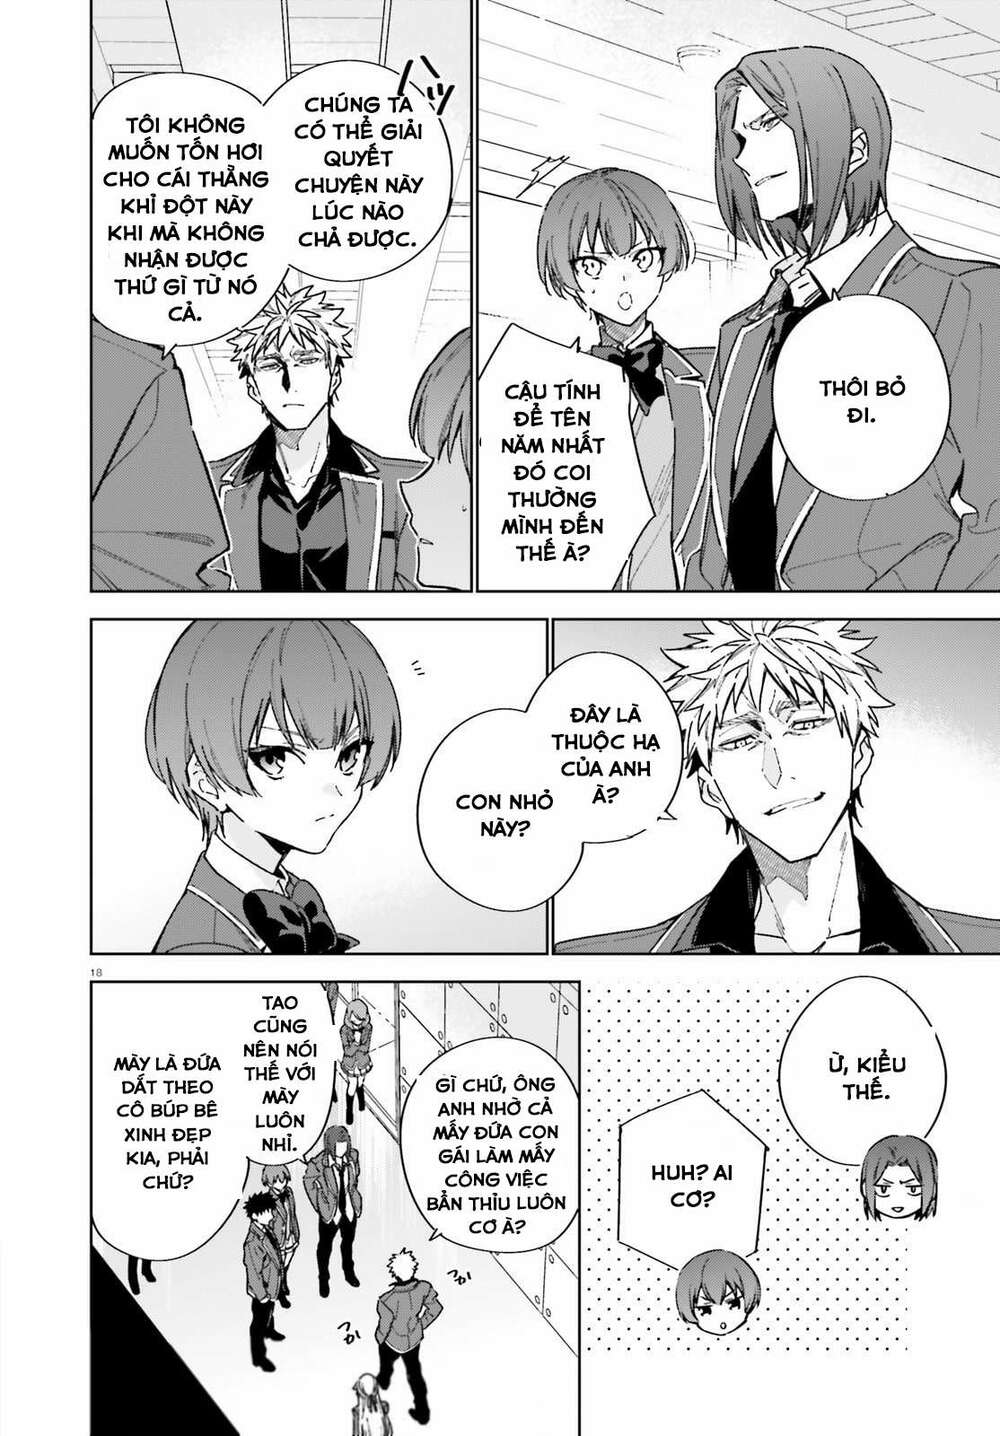 THÔI BỎ
ĐI.
CẬU TÍNH
ĐỂ TÊN
NĂM NHẤT
ĐÓ COI
THƯỜNG
MÌNH ĐẾN
THẾ À?
CHÚNG TA
CÓ THỂ GIẢI
QUYẾT
CHUYỆN NÀY
LÚC NÀO
CHẢ ĐƯỢC.
TÔI KHÔNG
MUỐN TỐN HƠI
CHO CÁI THẰNG
KHỈ ĐỘT NÀY
KHI MÀ KHÔNG
NHẬN ĐƯỢC
THỨ GÌ TỪ NÓ
CẢ.
ĐÂY LÀ
THUỘC HẠ
CỦA ANH
À?
CON NHỎ
NÀY?
Ừ, KIỂU
THẾ.
HUH? AI
CƠ?
GÌ CHỨ, ÔNG
ANH NHỜ CẢ
MẤY ĐỨA CON
GÁI LÀM MẤY
CÔNG VIỆC
BẨN THỈU LUÔN
CƠ À?
TAO
CŨNG
NÊN NÓI
THẾ VỚI
MÀY
LUÔN
NHỈ.
MÀY LÀ ĐỨA
DẮT THEO
CÔ BÚP BÊ
XINH ĐẸP
KIA, PHẢI
CHỨ?
つか
つか
18